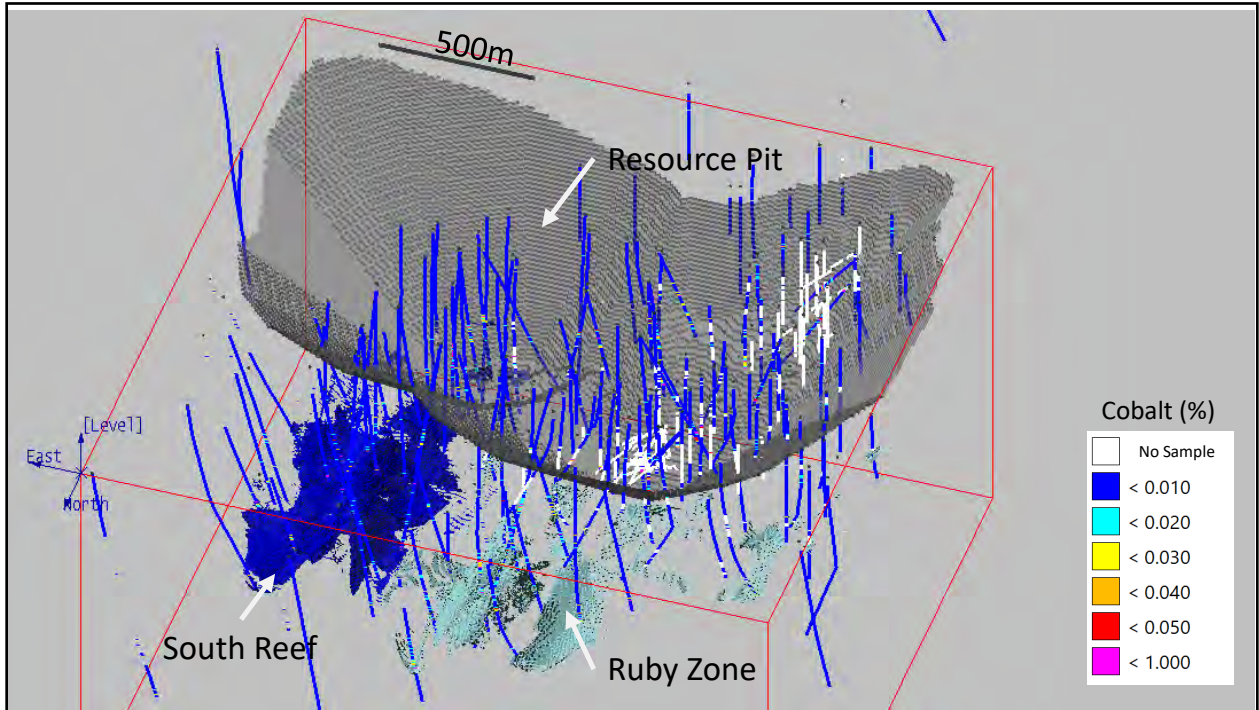 500m
Resource Pit
[Level]
East
North
South Reef
Ruby Zone
Cobalt (%)
No Sample
< 0.010
< 0.020
< 0.030
< 0.040
< 0.050
< 1.000